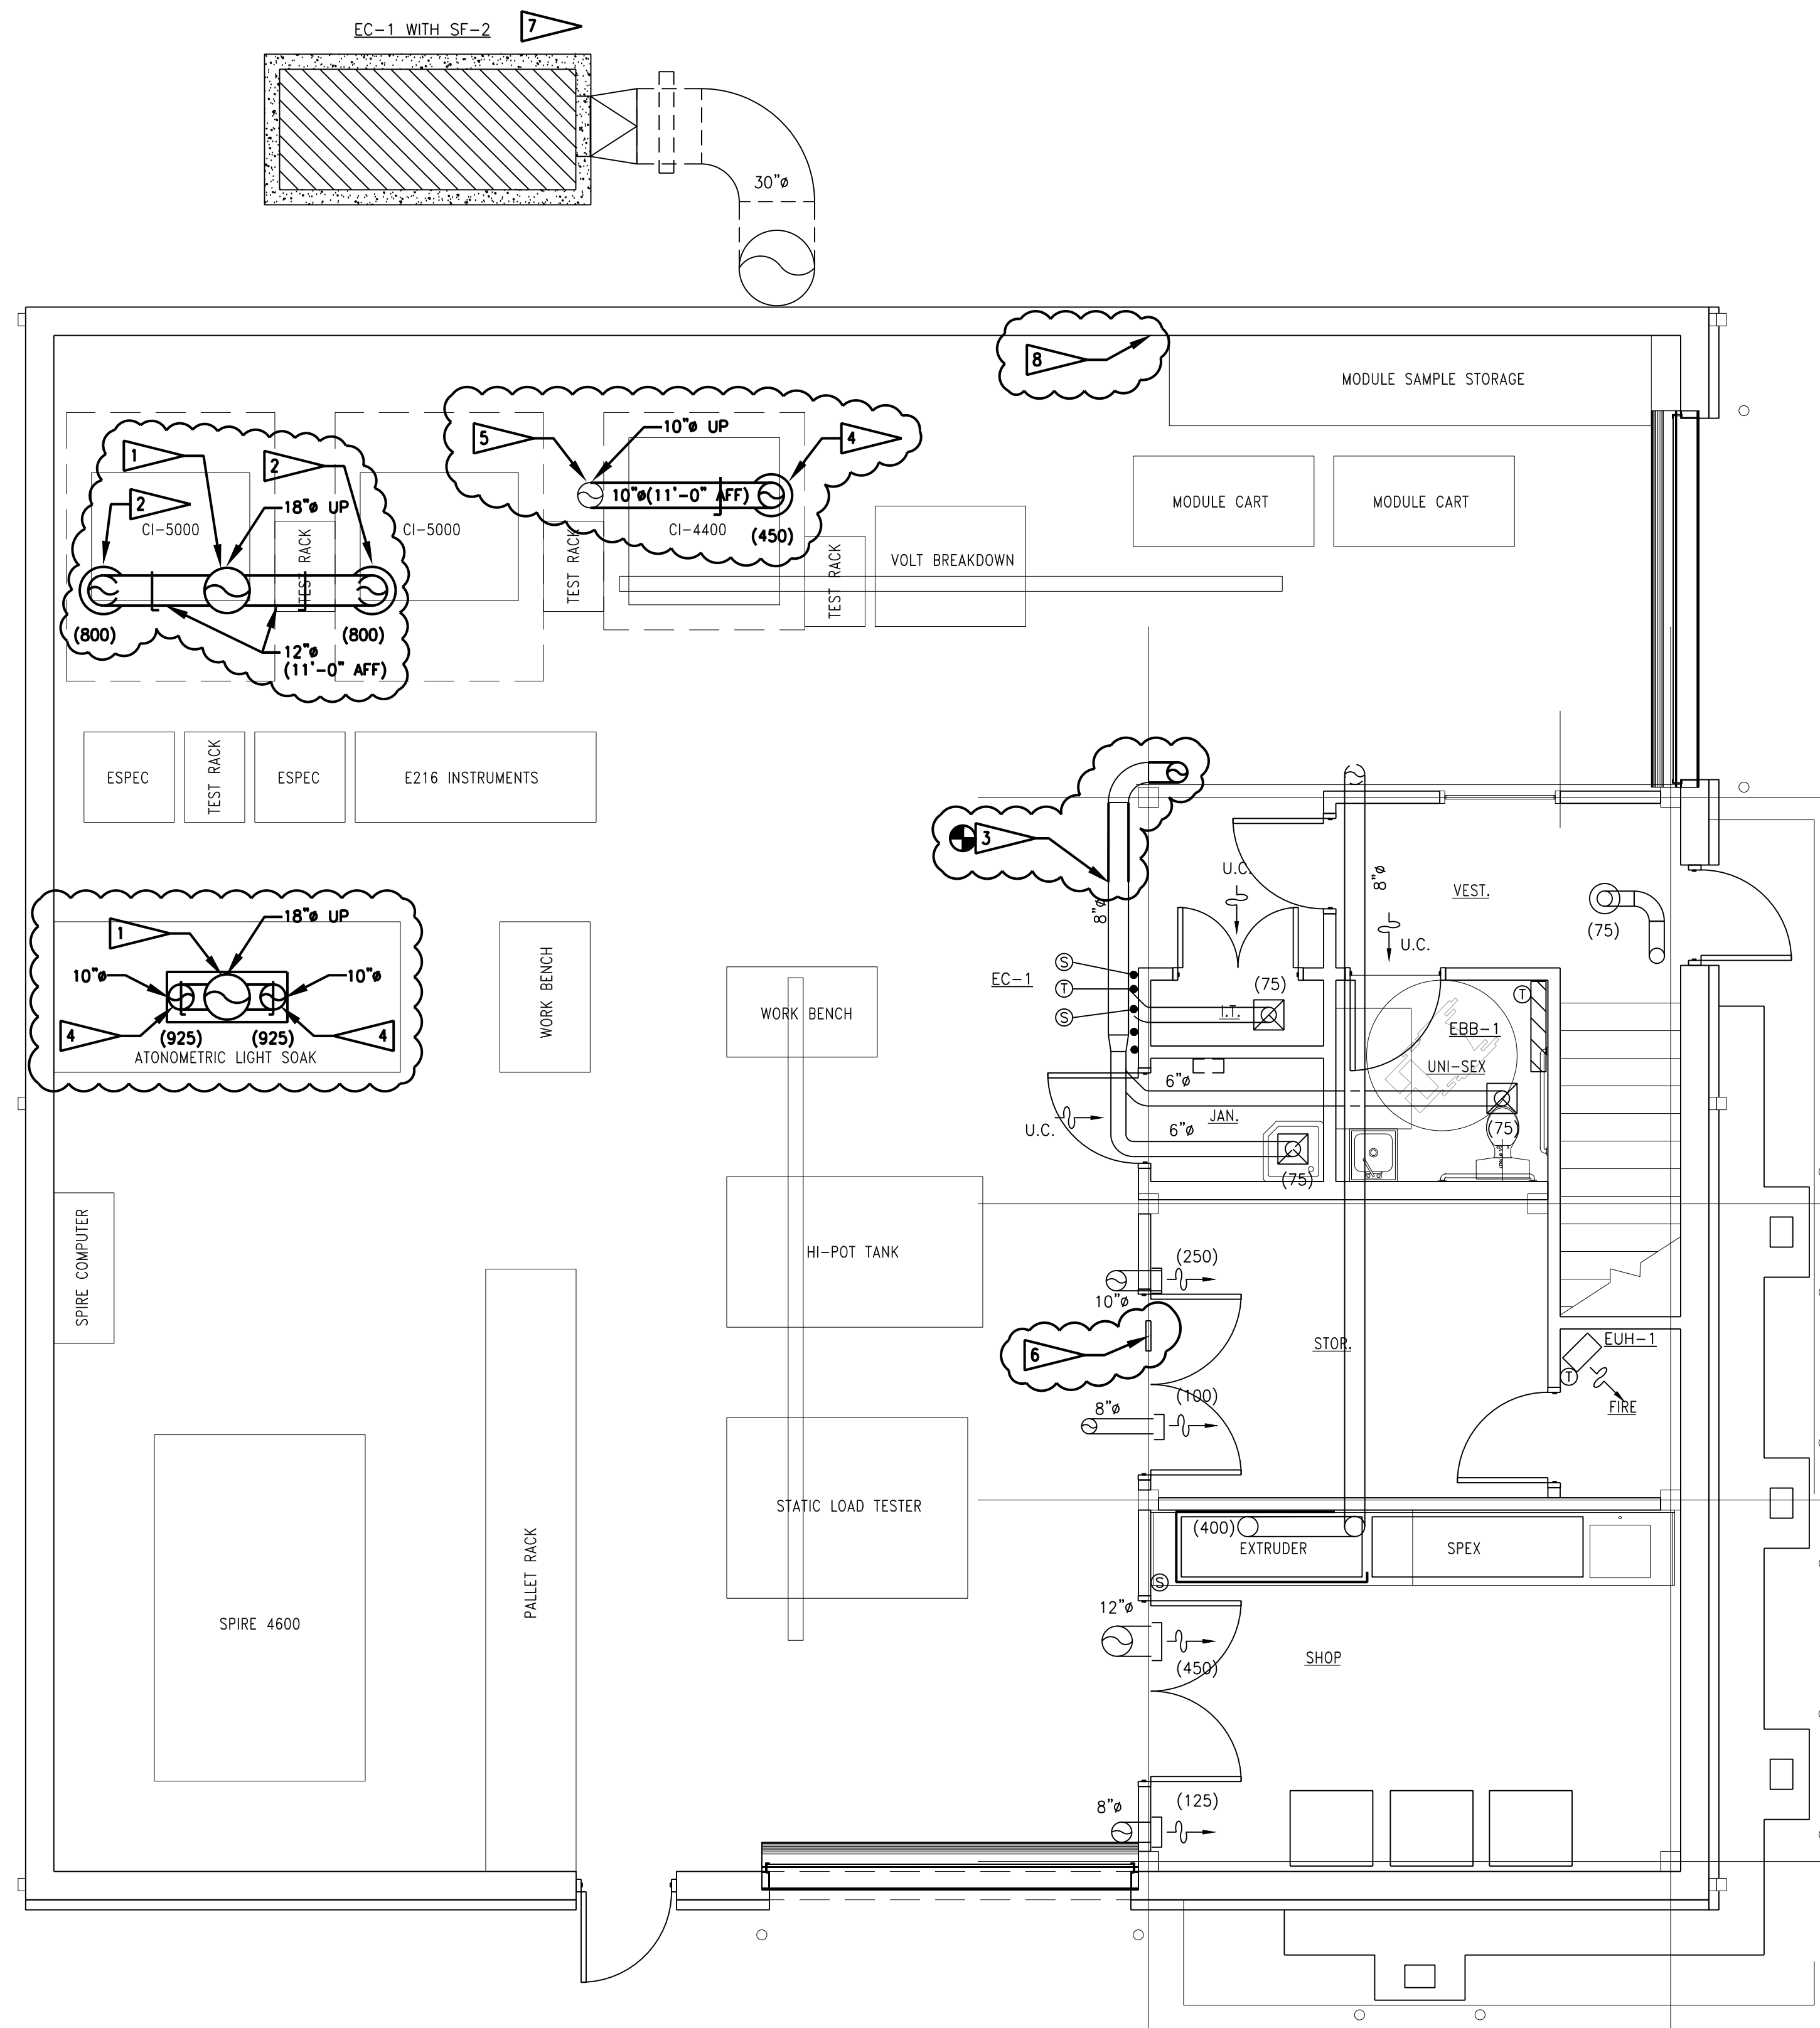 EC-1 WITH SF-2
7
30"ø
8
MODULE SAMPLE STORAGE
5
10"ø UP
4
10"ø(11'-0" AFF)
CI-4400
(450)
1
2
2
18"ø UP
CI-5000
CI-5000
TEST RACK
TEST RACK
TEST RACK
(800)
(800)
12"ø
(11'-0" AFF)
VOLT BREAKDOWN
MODULE CART
MODULE CART
ESPEC
TEST RACK
ESPEC
E216 INSTRUMENTS
3
8"ø
U.C.
8"ø
VEST.
U.C.
(75)
18"ø UP
1
10"ø
10"ø
4
(925)
(925)
4
ATONOMETRIC LIGHT SOAK
WORK BENCH
WORK BENCH
EC-1
S
T
S
(75)
I.T.
T
EBB-1
UNI-SEX
6"ø
JAN.
U.C.
6"ø
(75)
(75)
SPIRE COMPUTER
HI-POT TANK
(250)
10"ø
6
STOR.
EUH-1
T
FIRE
8"ø
(100)
PALLET RACK
STATIC LOAD TESTER
(400)
EXTRUDER
SPEX
S
12"ø
(450)
SHOP
SPIRE 4600
8"ø
(125)